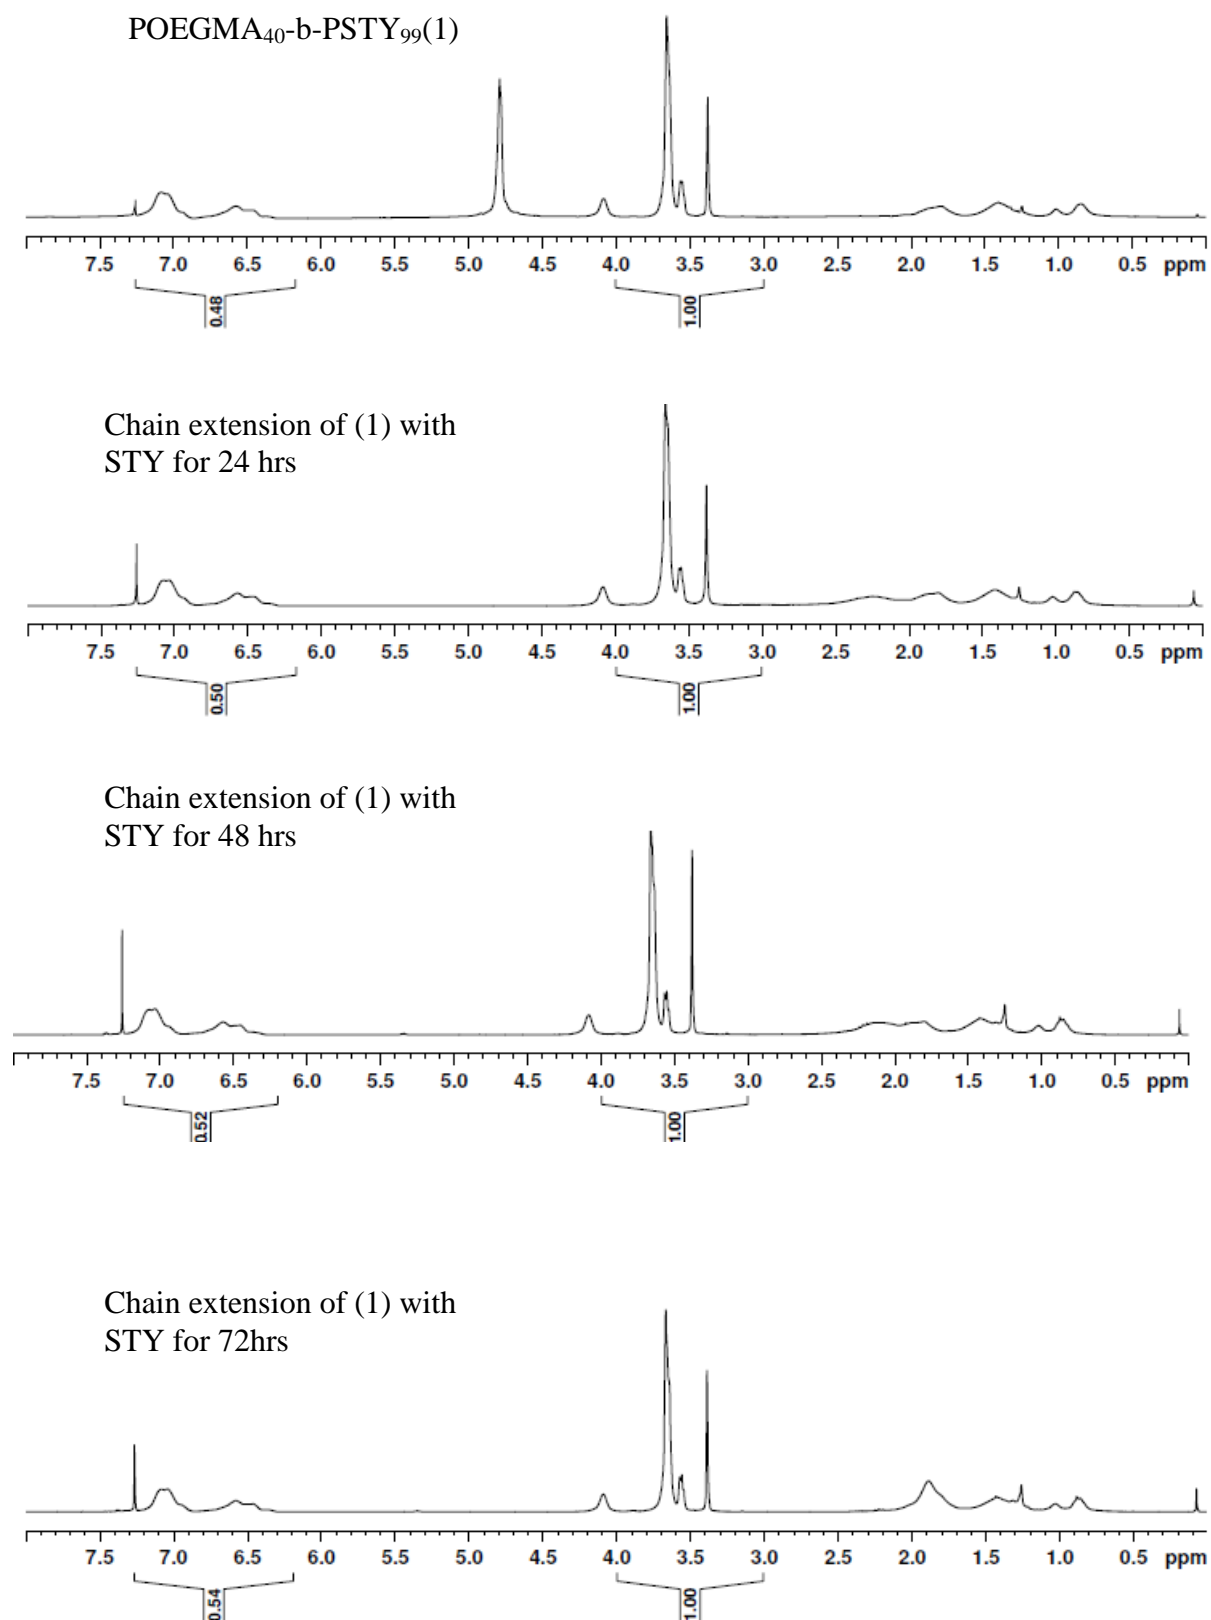 POEGMA₄₀-b-PSTY₉₉(1)
7.5 7.0 6.5 6.0 5.5 5.0 4.5 4.0 3.5 3.0 2.5 2.0 1.5 1.0 0.5 ppm
0.48 1.00
Chain extension of (1) with
STY for 24 hrs
7.5 7.0 6.5 6.0 5.5 5.0 4.5 4.0 3.5 3.0 2.5 2.0 1.5 1.0 0.5 ppm
0.50 1.00
Chain extension of (1) with
STY for 48 hrs
7.5 7.0 6.5 6.0 5.5 5.0 4.5 4.0 3.5 3.0 2.5 2.0 1.5 1.0 0.5 ppm
0.52 1.00
Chain extension of (1) with
STY for 72hrs
7.5 7.0 6.5 6.0 5.5 5.0 4.5 4.0 3.5 3.0 2.5 2.0 1.5 1.0 0.5 ppm
0.54 1.00